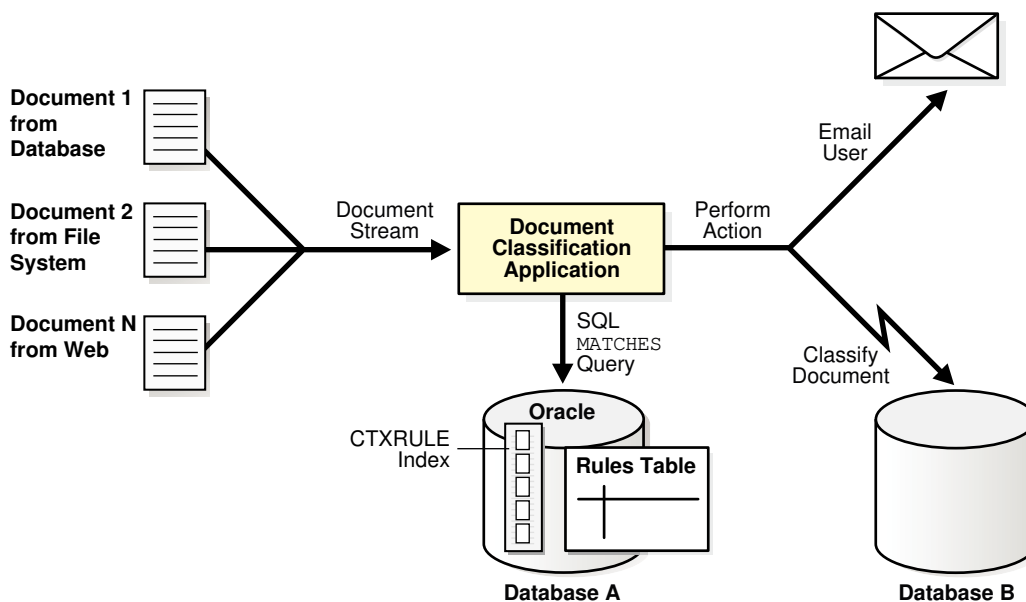 Document 1
from
Database
Document 2
from File
System
Document N
from Web
Document
Stream
Document
Classification
Application
Perform
Action
Email
User
Classify
Document
SQL
MATCHES
Query
Oracle
CTXRULE
Index
Rules Table
Database A
Database B